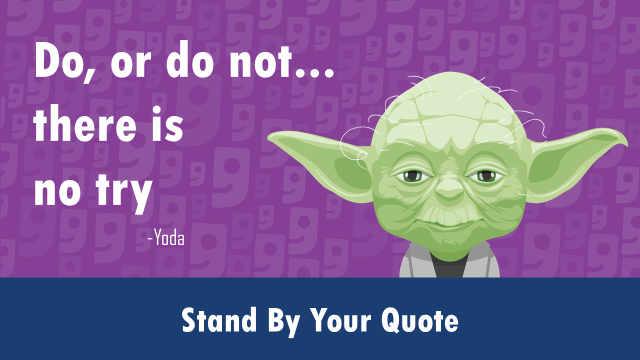 Do, or do not...
there is
no try
-Yoda
Stand By Your Quote